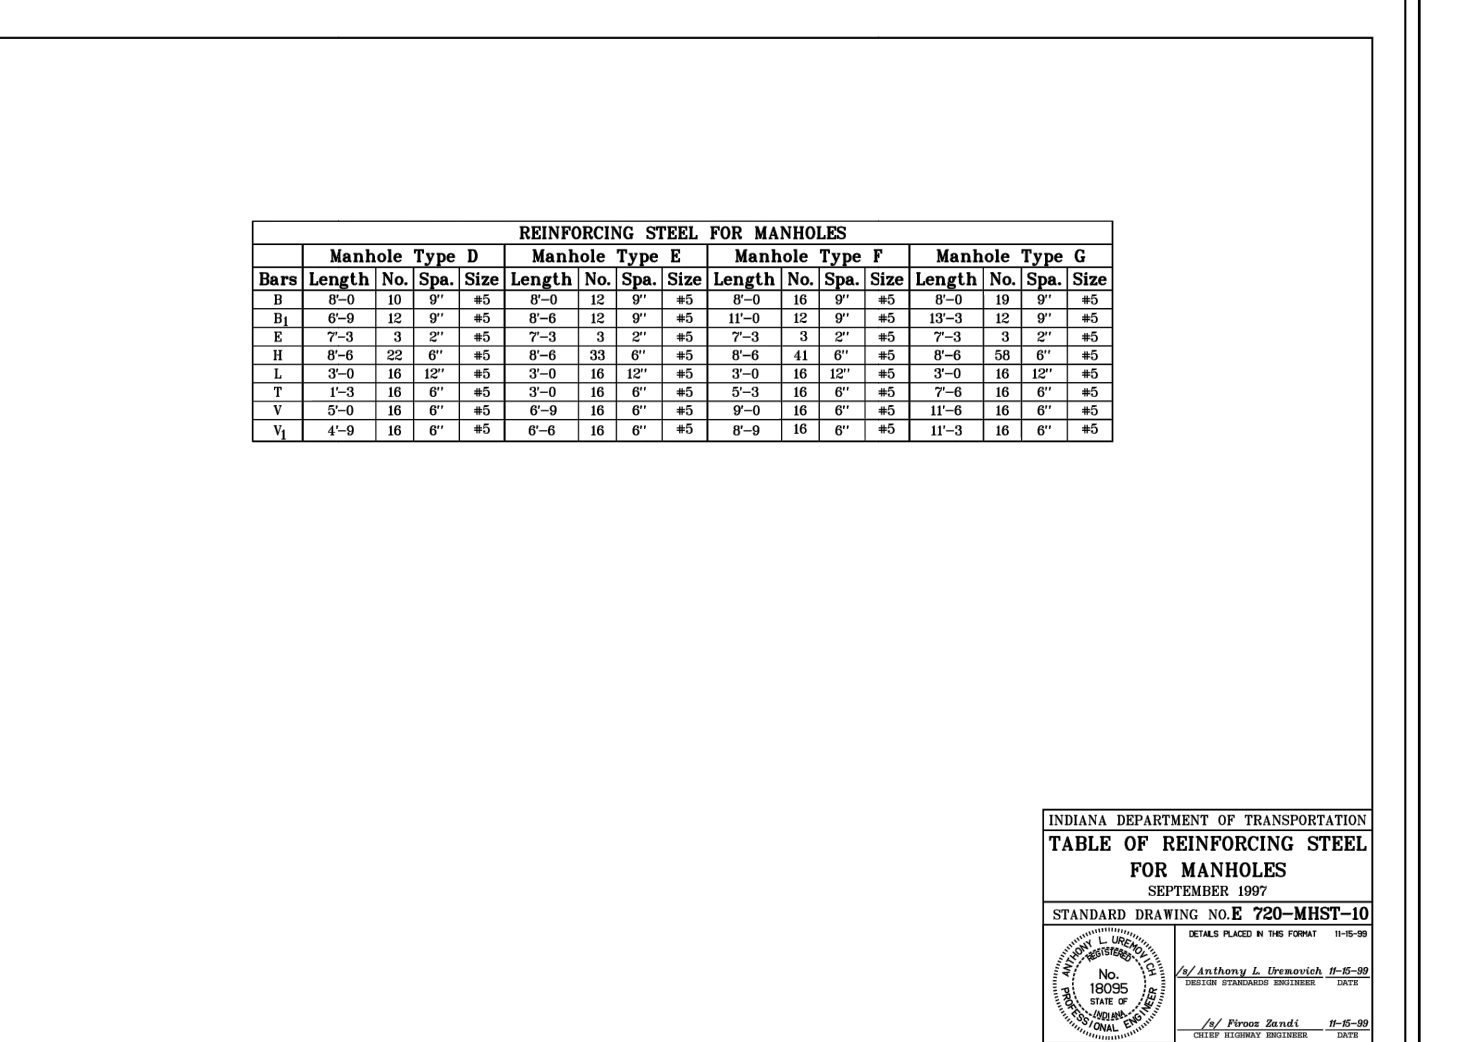 REINFORCING STEEL FOR MANHOLES
Manhole Type D Manhole Type E Manhole Type F Manhole Type G
Bars Length No. Spa. Size Length No. Spa. Size Length No. Spa. Size Length No. Spa. Size
B 8'–0 10 9" #5 8'–0 12 9" #5 8'–0 16 9" #5 8'–0 19 9" #5
B1 6'–9 12 9" #5 8'–6 12 9" #5 11'–0 12 9" #5 13'–3 12 9" #5
E 7'–3 3 2" #5 7'–3 3 2" #5 7'–3 3 2" #5 7'–3 3 2" #5
H 8'–6 22 6" #5 8'–6 33 6" #5 8'–6 41 6" #5 8'–6 58 6" #5
L 3'–0 16 12" #5 3'–0 16 12" #5 3'–0 16 12" #5 3'–0 16 12" #5
T 1'–3 16 6" #5 3'–0 16 6" #5 5'–3 16 6" #5 7'–6 16 6" #5
V 5'–0 16 6" #5 6'–9 16 6" #5 9'–0 16 6" #5 11'–6 16 6" #5
V1 4'–9 16 6" #5 6'–6 16 6" #5 8'–9 16 6" #5 11'–3 16 6" #5
INDIANA DEPARTMENT OF TRANSPORTATION
TABLE OF REINFORCING STEEL
FOR MANHOLES
SEPTEMBER 1997
STANDARD DRAWING NO. E 720–MHST–10
DETAILS PLACED IN THIS FORMAT 11-15-99
ANTHONY L. UREMOVICH
REGISTERED
No.
18095
STATE OF
INDIANA
PROFESSIONAL ENGINEER
/s/ Anthony L. Uremovich 11-15-99
DESIGN STANDARDS ENGINEER DATE
/s/ Firooz Zandi 11-15-99
CHIEF HIGHWAY ENGINEER DATE